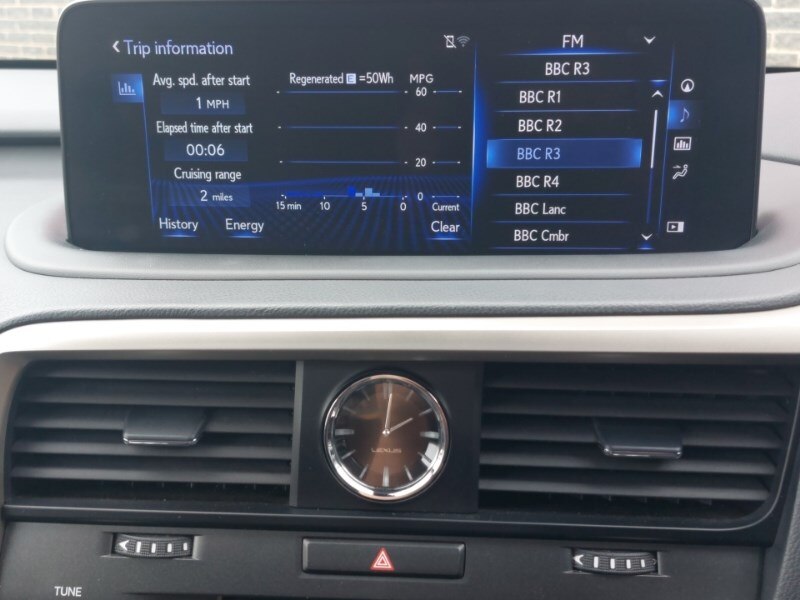 Trip information
Avg. spd. after start
1 MPH
Elapsed time after start
00:06
Cruising range
2 miles
History
Energy
Regenerated E =50Wh
MPG
60
40
20
0
15 min 10 5 0 Current
Clear
FM
BBC R3
BBC R1
BBC R2
BBC R3
BBC R4
BBC Lanc
BBC Cmbr
LEXUS
TUNE